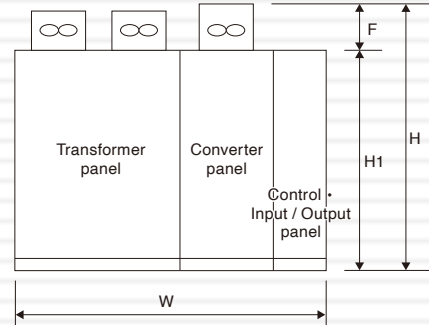 F
H
Transformer
panel
Converter
panel
H1
Control・
Input / Output
panel
W